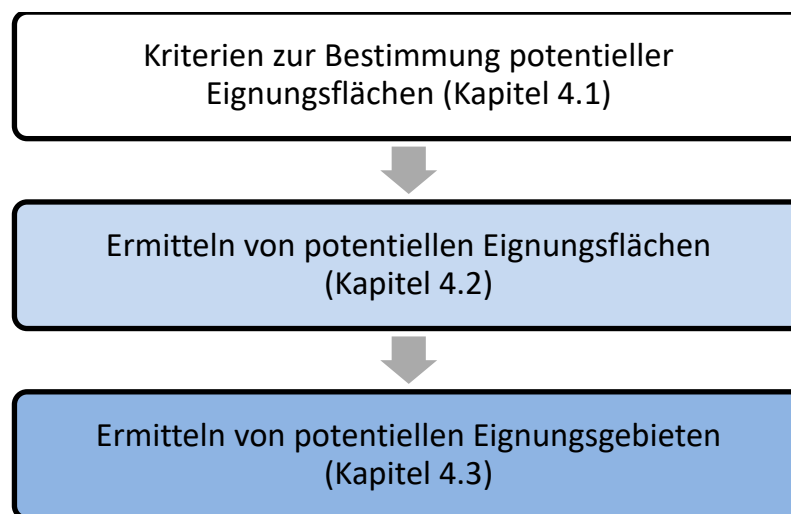 Kriterien zur Bestimmung potentieller
Eignungsflächen (Kapitel 4.1)
Ermitteln von potentiellen Eignungsflächen
(Kapitel 4.2)
Ermitteln von potentiellen Eignungsgebieten
(Kapitel 4.3)